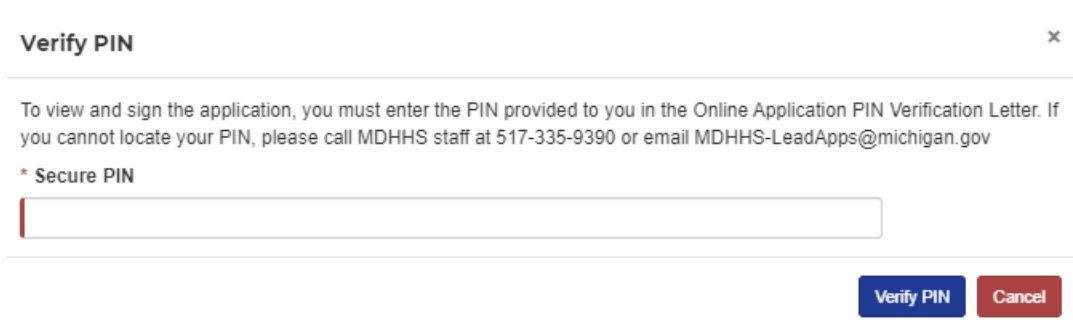 Verify PIN ×
To view and sign the application, you must enter the PIN provided to you in the Online Application PIN Verification Letter. If
you cannot locate your PIN, please call MDHHS staff at 517-335-9390 or email MDHHS-LeadApps@michigan.gov
* Secure PIN
Verify PIN Cancel